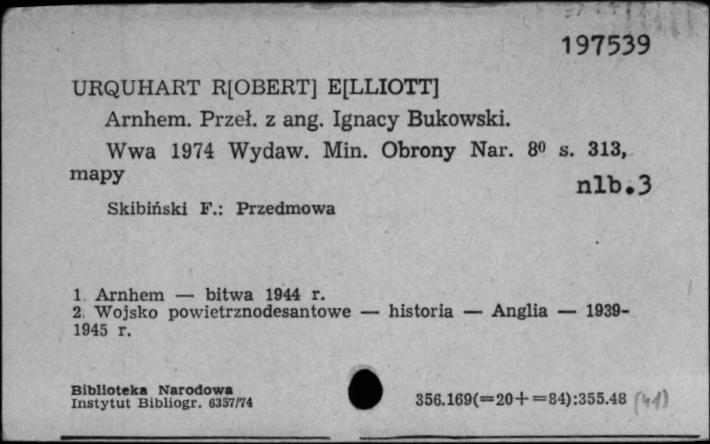 197539
URQUHART R[OBERT] E[LLIOTT]
Arnhem. Przeł. z ang. Ignacy Bukowski.
Wwa 1974 Wydaw. Min. Obrony Nar. 8⁰ s. 313,
mapy
nlb.3
Skibiński F.: Przedmowa
1. Arnhem — bitwa 1944 r.
2. Wojsko powietrznodesantowe — historia — Anglia — 1939-
1945 r.
Biblioteka Narodowa
Instytut Bibliogr. 6357/74
356.169(=20+=84):355.48 (41)